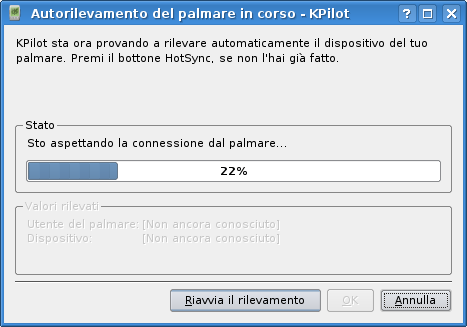 Autorilevamento del palmare in corso - KPilot
KPilot sta ora provando a rilevare automaticamente il dispositivo del tuo
palmare. Premi il bottone HotSync, se non l'hai già fatto.
Stato
Sto aspettando la connessione dal palmare...
22%
Valori rilevati
Utente del palmare: [Non ancora conosciuto]
Dispositivo: [Non ancora conosciuto]
Riavvia il rilevamento OK Annulla